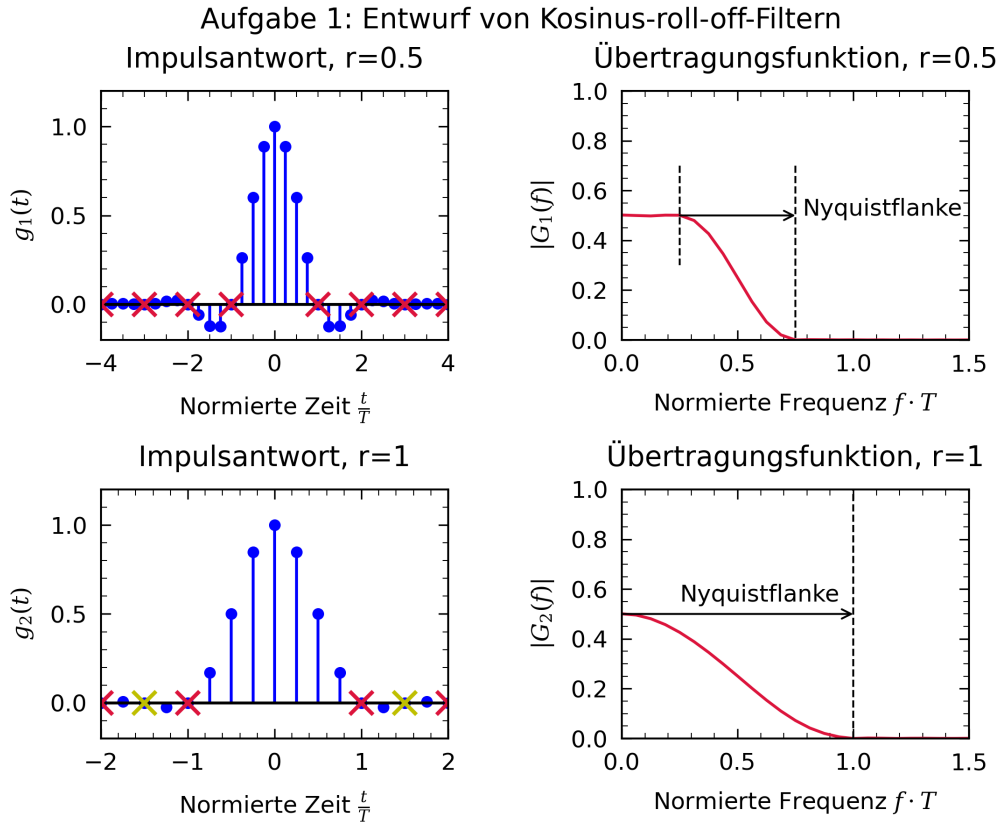 Aufgabe 1: Entwurf von Kosinus-roll-off-Filtern
Impulsantwort, r=0.5
1.0
0.5
0.0
g₁(t)
−4 −2 0 2 4
Normierte Zeit t/T
Übertragungsfunktion, r=0.5
1.0
0.8
0.6
0.4
0.2
0.0
|G₁(f)|
Nyquistflanke
0.0 0.5 1.0 1.5
Normierte Frequenz f · T
Impulsantwort, r=1
1.0
0.5
0.0
g₂(t)
−2 −1 0 1 2
Normierte Zeit t/T
Übertragungsfunktion, r=1
1.0
0.8
0.6
0.4
0.2
0.0
|G₂(f)|
Nyquistflanke
0.0 0.5 1.0 1.5
Normierte Frequenz f · T